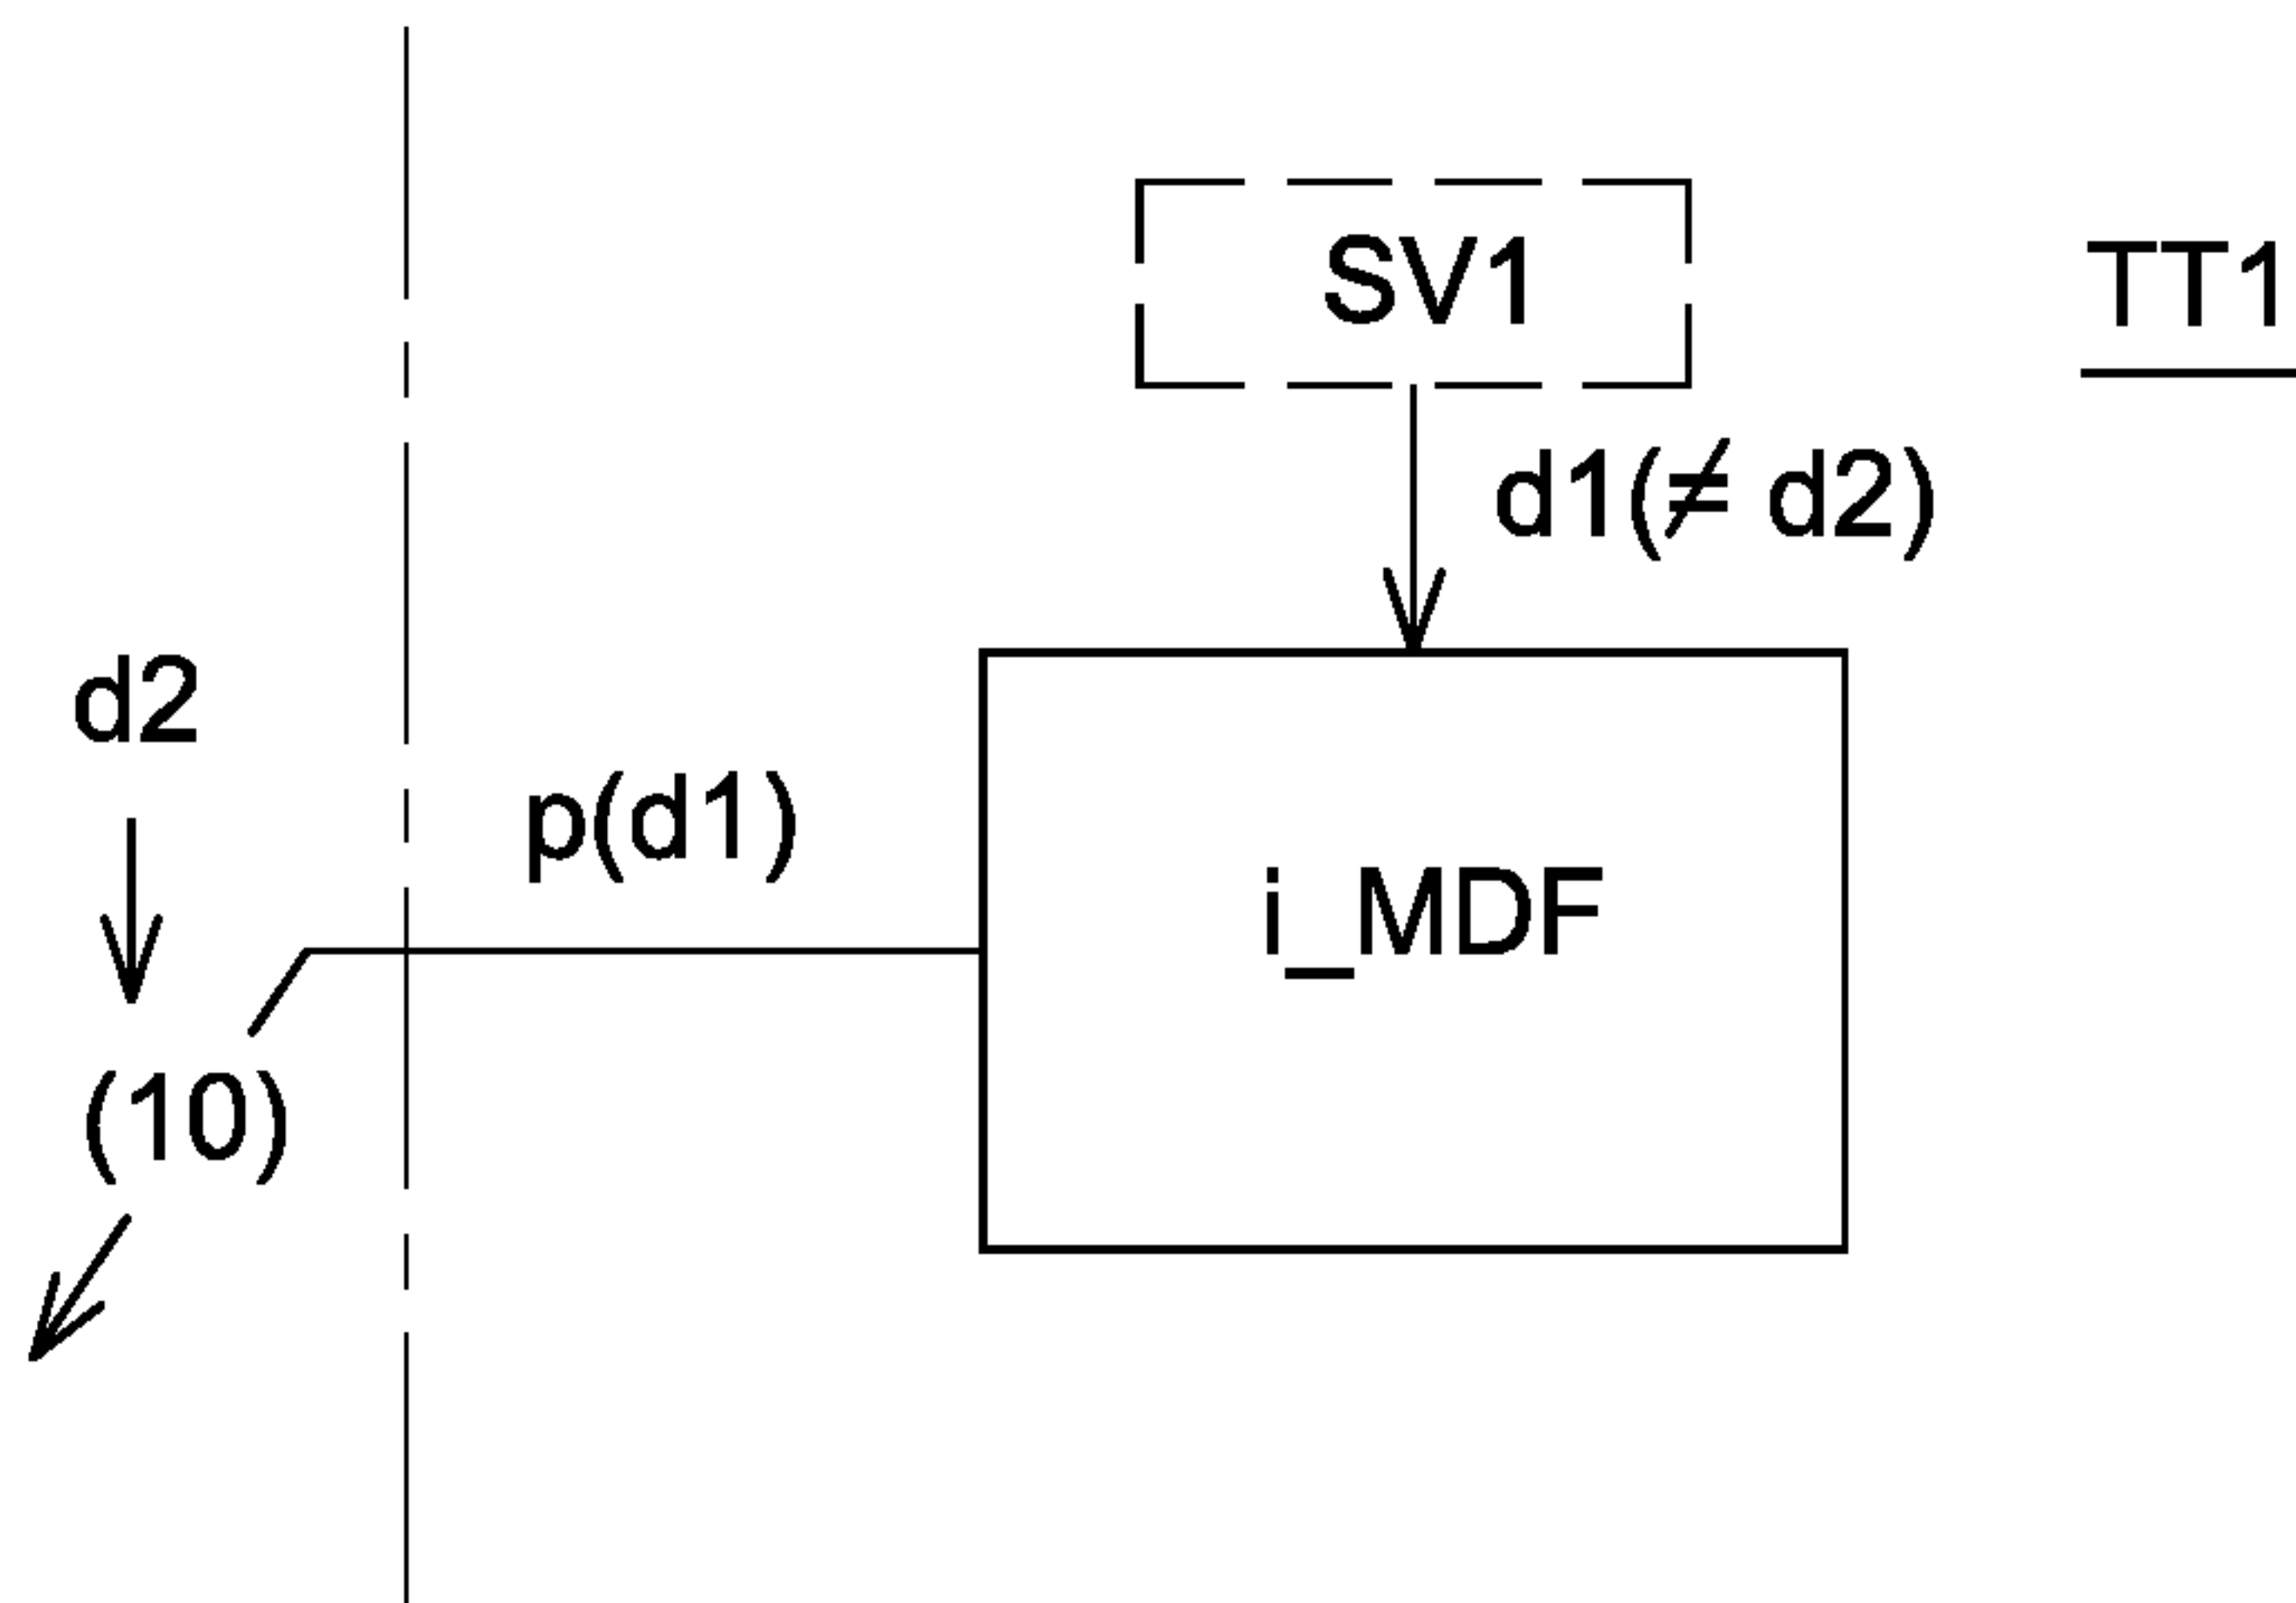 SV1
TT1
d1(≠ d2)
d2
p(d1)
i_MDF
(10)